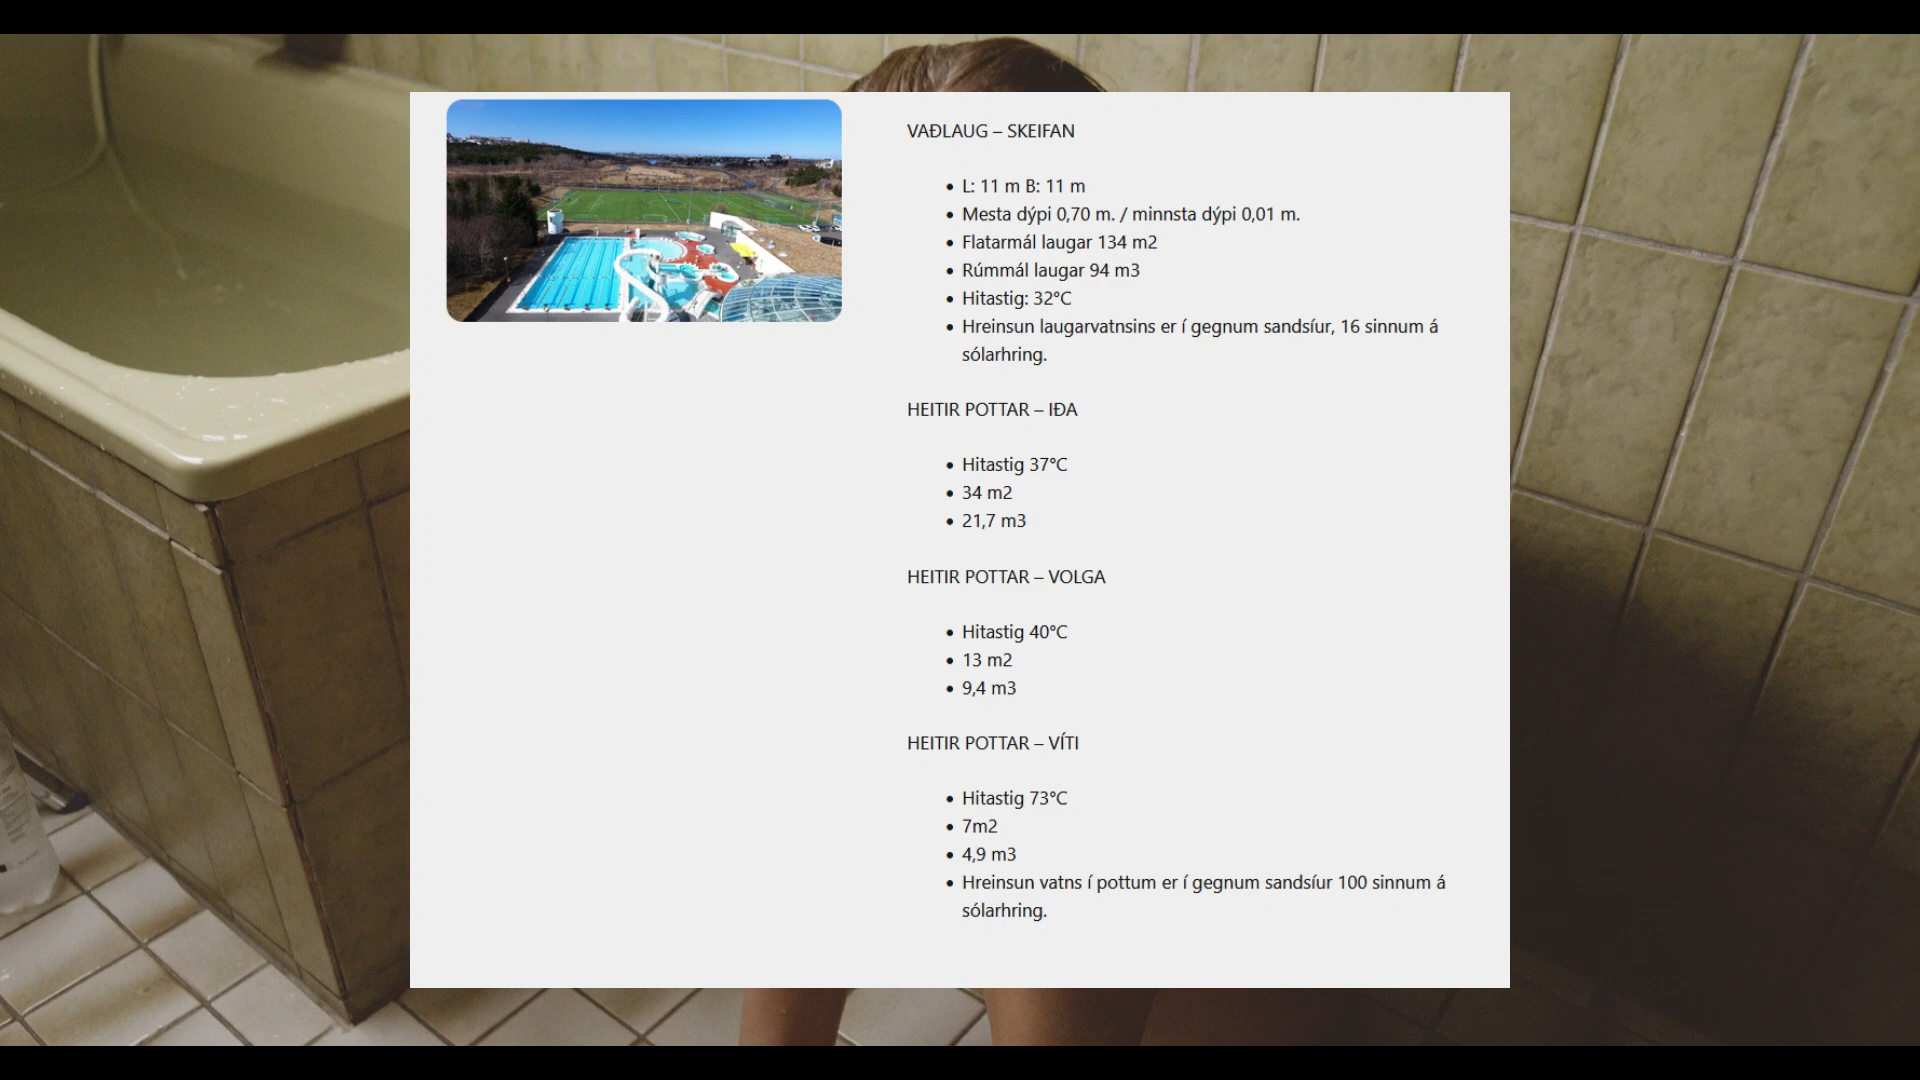 VAÐLAUG – SKEIFAN
• L: 11 m B: 11 m
• Mesta dýpi 0,70 m. / minnsta dýpi 0,01 m.
• Flatarmál laugar 134 m2
• Rúmmál laugar 94 m3
• Hitastig: 32°C
• Hreinsun laugarvatnsins er í gegnum sandsíur, 16 sinnum á
sólarhring.
HEITIR POTTAR – IÐA
• Hitastig 37°C
• 34 m2
• 21,7 m3
HEITIR POTTAR – VOLGA
• Hitastig 40°C
• 13 m2
• 9,4 m3
HEITIR POTTAR – VÍTI
• Hitastig 73°C
• 7m2
• 4,9 m3
• Hreinsun vatns í pottum er í gegnum sandsíur 100 sinnum á
sólarhring.